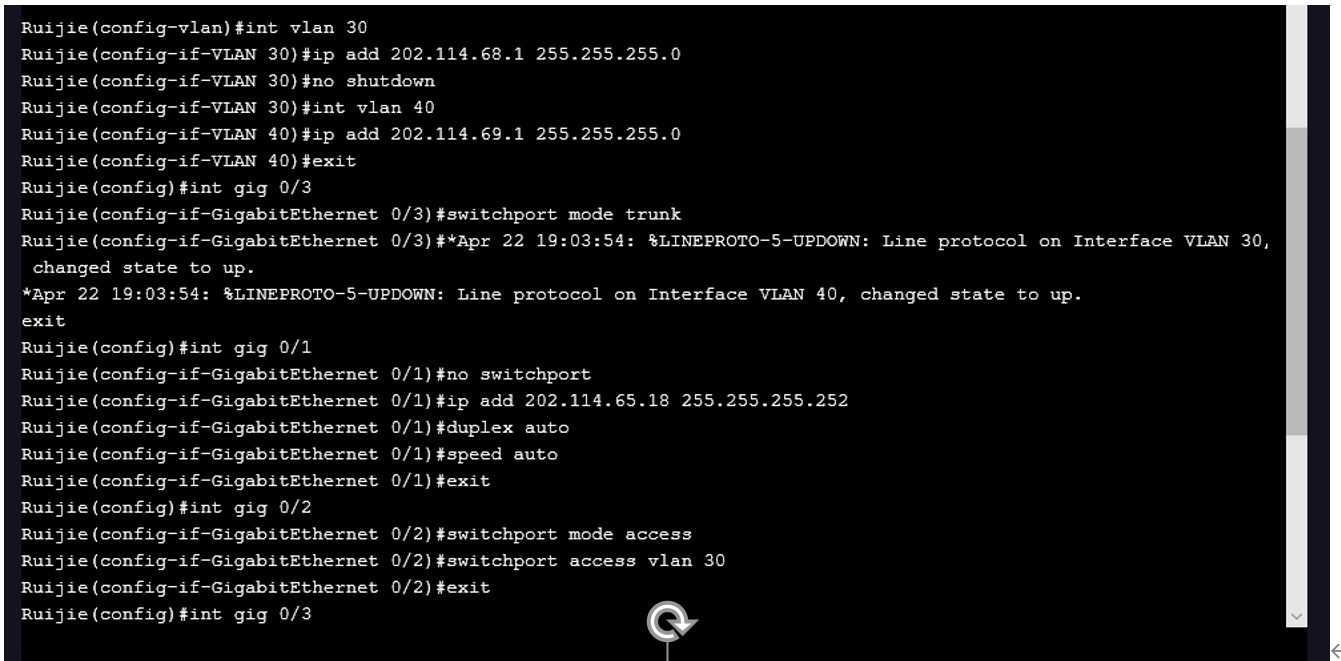 Ruijie(config-vlan)#int vlan 30
Ruijie(config-if-VLAN 30)#ip add 202.114.68.1 255.255.255.0
Ruijie(config-if-VLAN 30)#no shutdown
Ruijie(config-if-VLAN 30)#int vlan 40
Ruijie(config-if-VLAN 40)#ip add 202.114.69.1 255.255.255.0
Ruijie(config-if-VLAN 40)#exit
Ruijie(config)#int gig 0/3
Ruijie(config-if-GigabitEthernet 0/3)#switchport mode trunk
Ruijie(config-if-GigabitEthernet 0/3)#*Apr 22 19:03:54: %LINEPROTO-5-UPDOWN: Line protocol on Interface VLAN 30,
 changed state to up.
*Apr 22 19:03:54: %LINEPROTO-5-UPDOWN: Line protocol on Interface VLAN 40, changed state to up.
exit
Ruijie(config)#int gig 0/1
Ruijie(config-if-GigabitEthernet 0/1)#no switchport
Ruijie(config-if-GigabitEthernet 0/1)#ip add 202.114.65.18 255.255.255.252
Ruijie(config-if-GigabitEthernet 0/1)#duplex auto
Ruijie(config-if-GigabitEthernet 0/1)#speed auto
Ruijie(config-if-GigabitEthernet 0/1)#exit
Ruijie(config)#int gig 0/2
Ruijie(config-if-GigabitEthernet 0/2)#switchport mode access
Ruijie(config-if-GigabitEthernet 0/2)#switchport access vlan 30
Ruijie(config-if-GigabitEthernet 0/2)#exit
Ruijie(config)#int gig 0/3